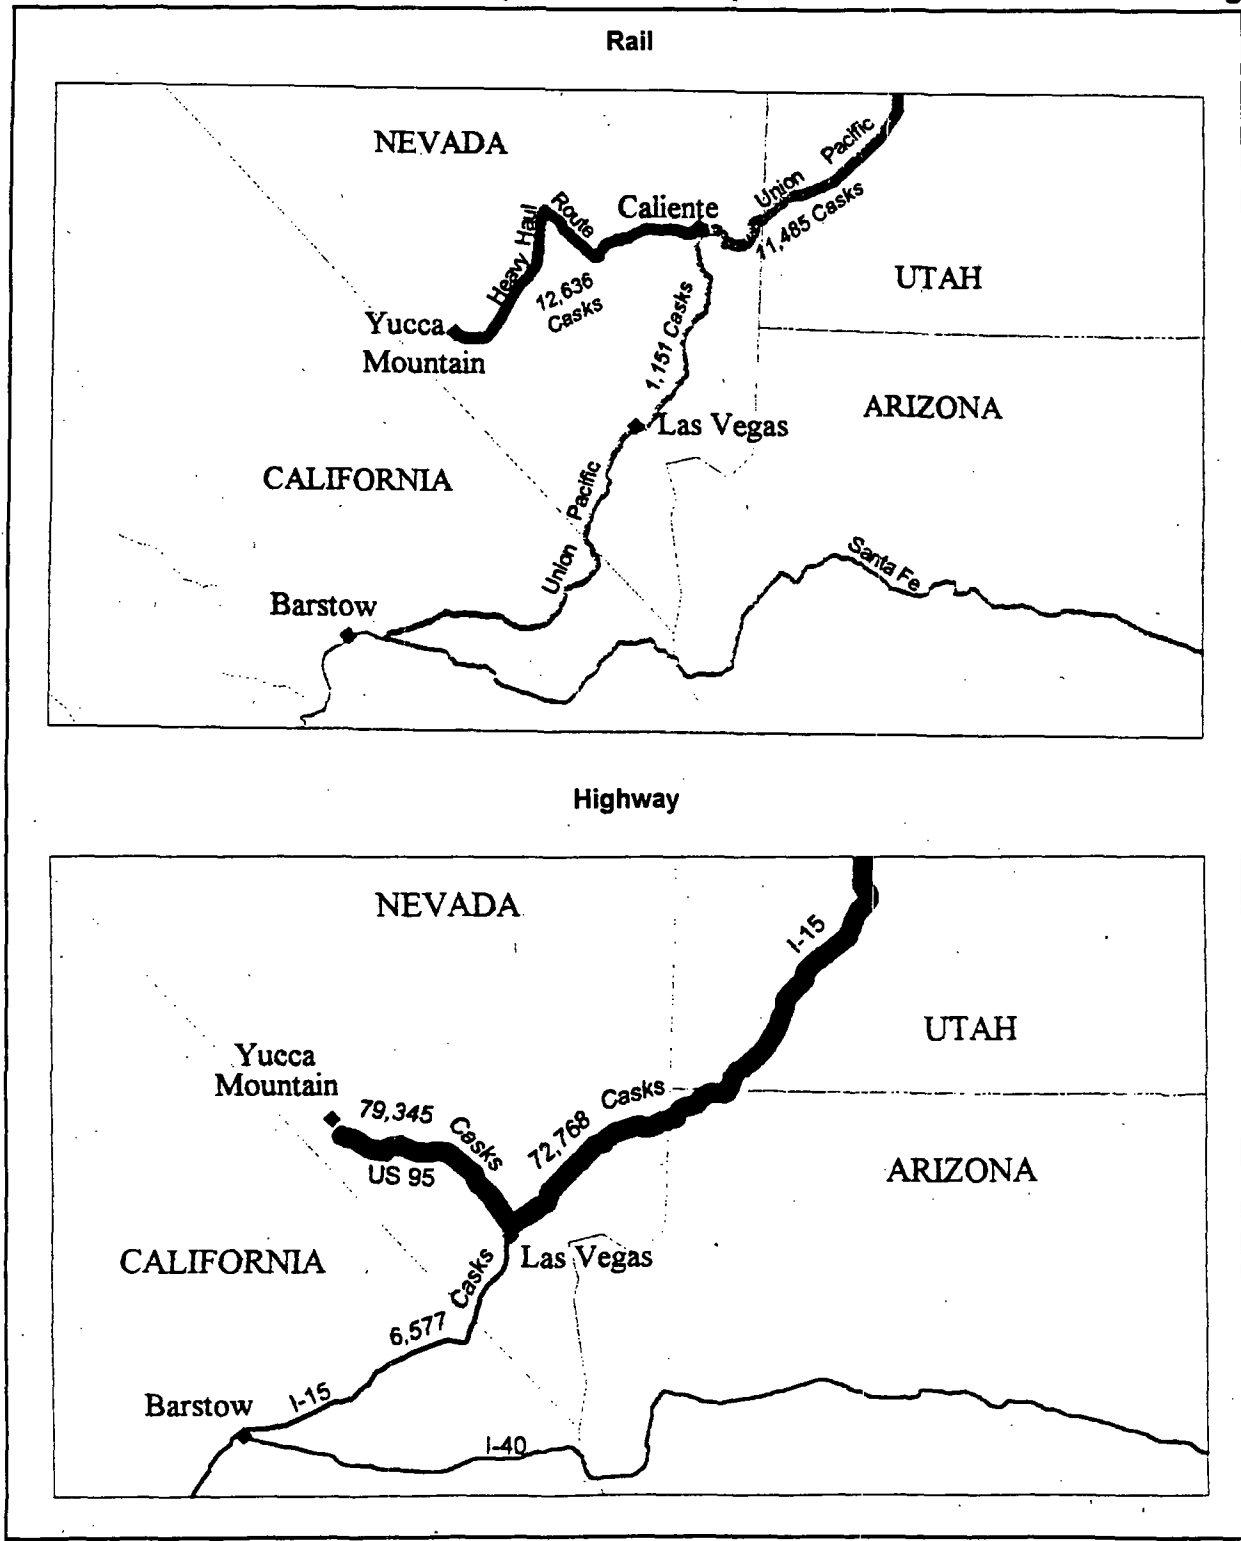 Rail
NEVADA
Union Pacific
11,485 Casks
Heavy Haul Route
Caliente
12,636
Casks
UTAH
Yucca
Mountain
1,151 Casks
ARIZONA
Las Vegas
CALIFORNIA
Union Pacific
Santa Fe
Barstow
Highway
NEVADA
I-15
UTAH
Yucca
Mountain
79,345 Casks
72,768 Casks
US 95
ARIZONA
CALIFORNIA
Las Vegas
6,577 Casks
I-15
Barstow
I-40